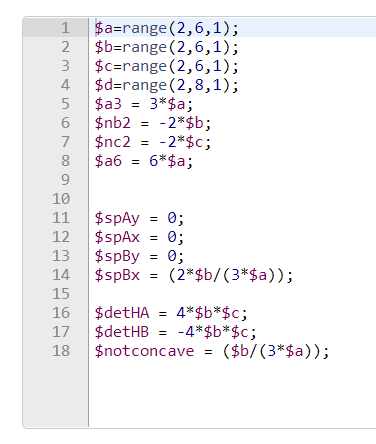 1 $a=range(2,6,1);
2 $b=range(2,6,1);
3 $c=range(2,6,1);
4 $d=range(2,8,1);
5 $a3 = 3*$a;
6 $nb2 = -2*$b;
7 $nc2 = -2*$c;
8 $a6 = 6*$a;
9
10
11 $spAy = 0;
12 $spAx = 0;
13 $spBy = 0;
14 $spBx = (2*$b/(3*$a));
15
16 $detHA = 4*$b*$c;
17 $detHB = -4*$b*$c;
18 $notconcave = ($b/(3*$a));